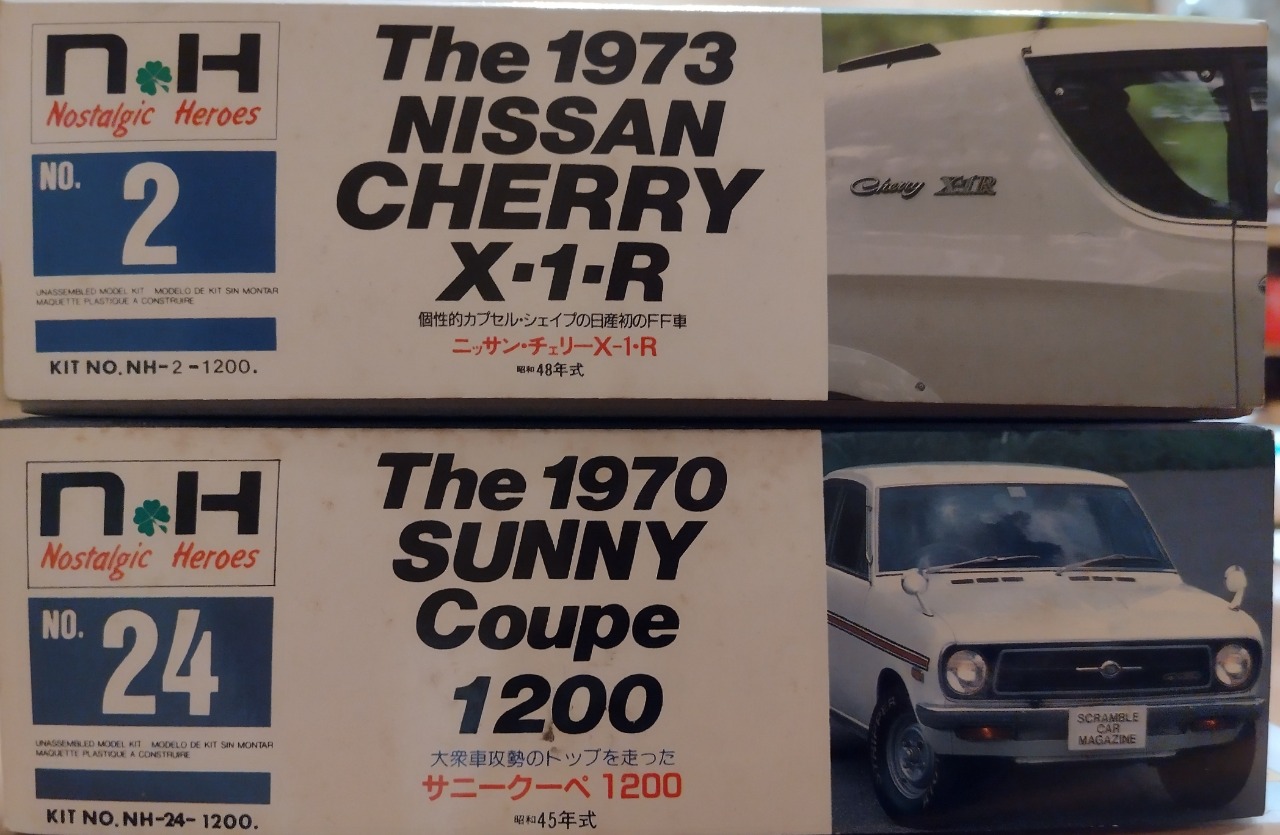 n H
Nostalgic Heroes
NO. 2
UNASSEMBLED MODEL KIT MODELO DE KIT SIN MONTAR
MAQUETTE PLASTIQUE A CONSTRUIRE
KIT NO. NH-2-1200.
The 1973
NISSAN
CHERRY
X·1·R
個性的カプセル・シェイプの日産初のFF車
ニッサン・チェリーX-1・R
昭和48年式
Cherry X-1R
n H
Nostalgic Heroes
NO. 24
UNASSEMBLED MODEL KIT MODELO DE KIT SIN MONTAR
MAQUETTE PLASTIQUE A CONSTRUIRE
KIT NO. NH-24-1200.
The 1970
SUNNY
Coupe
1200
大衆車攻勢のトップを走った
サニークーペ 1200
昭和45年式
SCRAMBLE
CAR
MAGAZINE